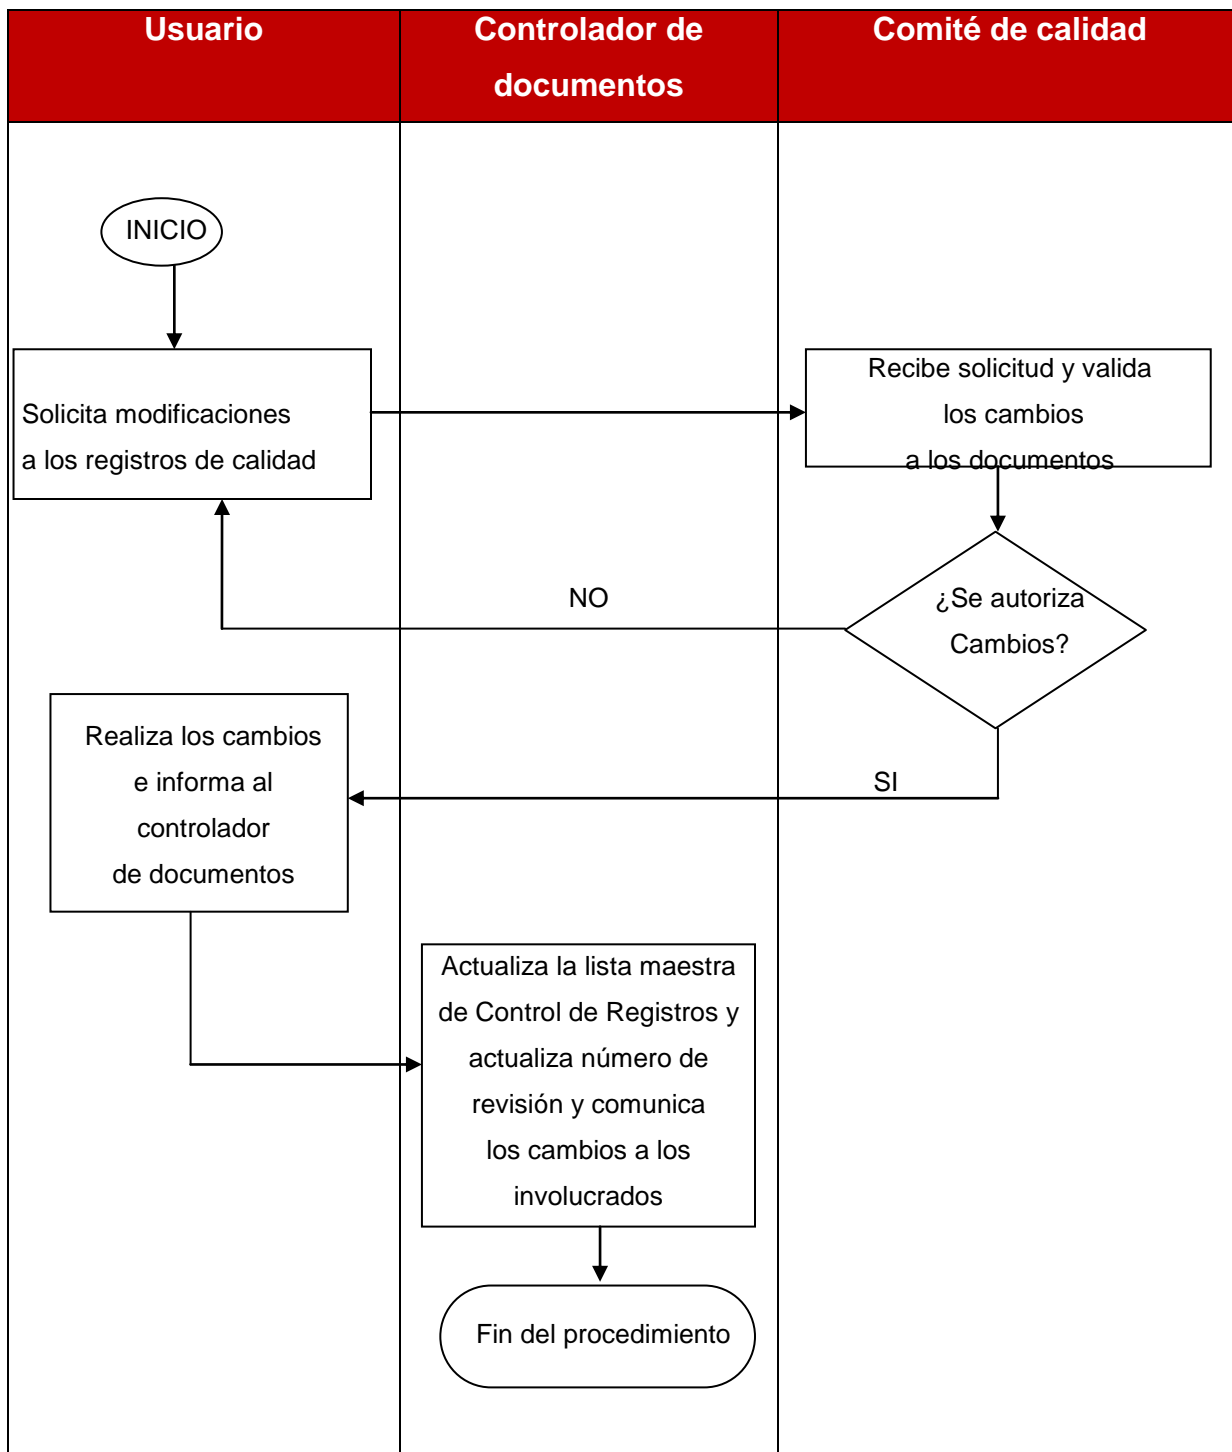 Usuario
Controlador de
documentos
Comité de calidad
INICIO
Solicita modificaciones
a los registros de calidad
Recibe solicitud y valida
los cambios
a los documentos
¿Se autoriza
Cambios?
NO
SI
Realiza los cambios
e informa al
controlador
de documentos
Actualiza la lista maestra
de Control de Registros y
actualiza número de
revisión y comunica
los cambios a los
involucrados
Fin del procedimiento